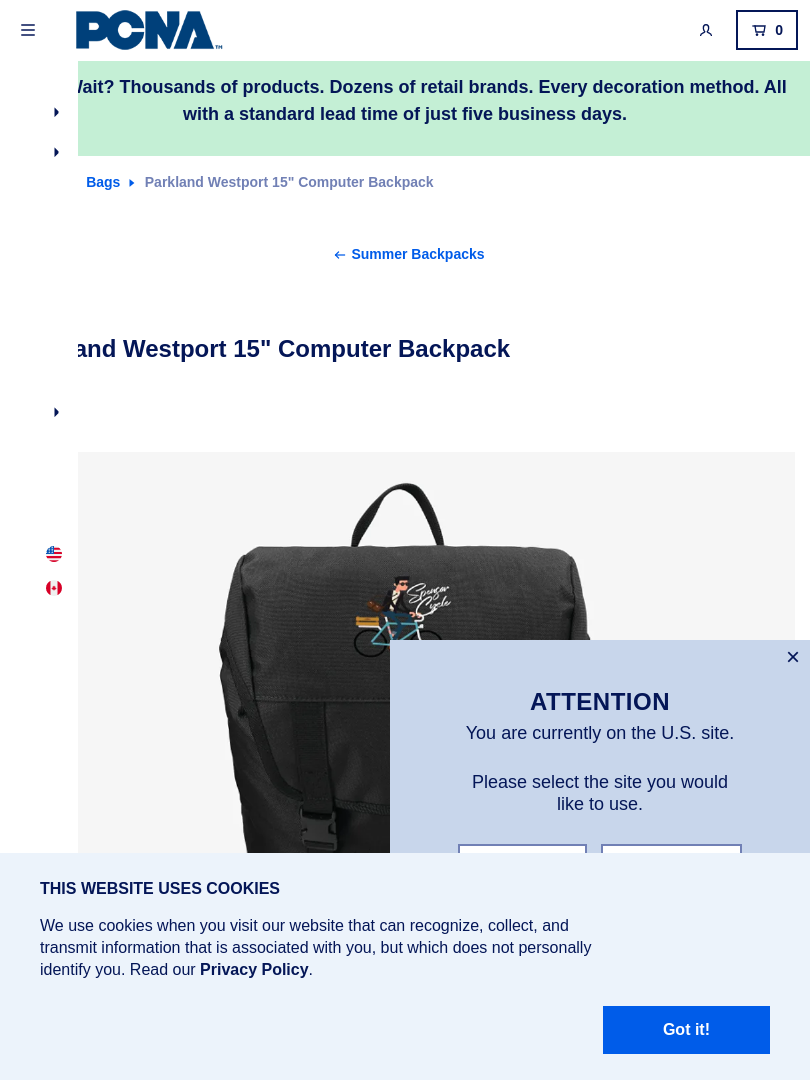 PCNA™
0
Wait? Thousands of products. Dozens of retail brands. Every decoration method. All
with a standard lead time of just five business days.
Bags
Parkland Westport 15" Computer Backpack
Summer Backpacks
and Westport 15" Computer Backpack
Spencer
Cycle
ATTENTION
You are currently on the U.S. site.
Please select the site you would
like to use.
THIS WEBSITE USES COOKIES
We use cookies when you visit our website that can recognize, collect, and
transmit information that is associated with you, but which does not personally
identify you. Read our Privacy Policy.
Got it!